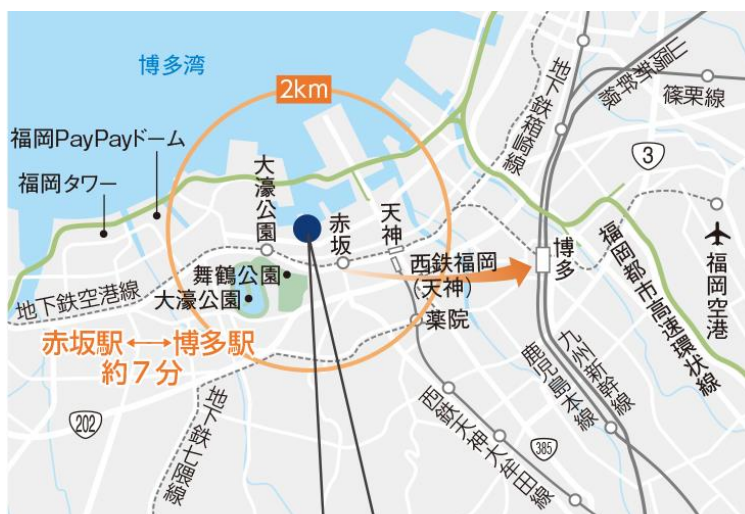 博多湾
2km
福岡PayPayドーム
福岡タワー
大濠公園
赤坂
天神
地下鉄箱崎線
山陽新幹線
篠栗線
3
舞鶴公園
大濠公園
西鉄福岡
(天神)
薬院
博多
福岡空港
福岡都市高速環状線
地下鉄空港線
赤坂駅⟷博多駅
約7分
202
地下鉄七隈線
西鉄天神大牟田線
385
鹿児島本線
九州新幹線